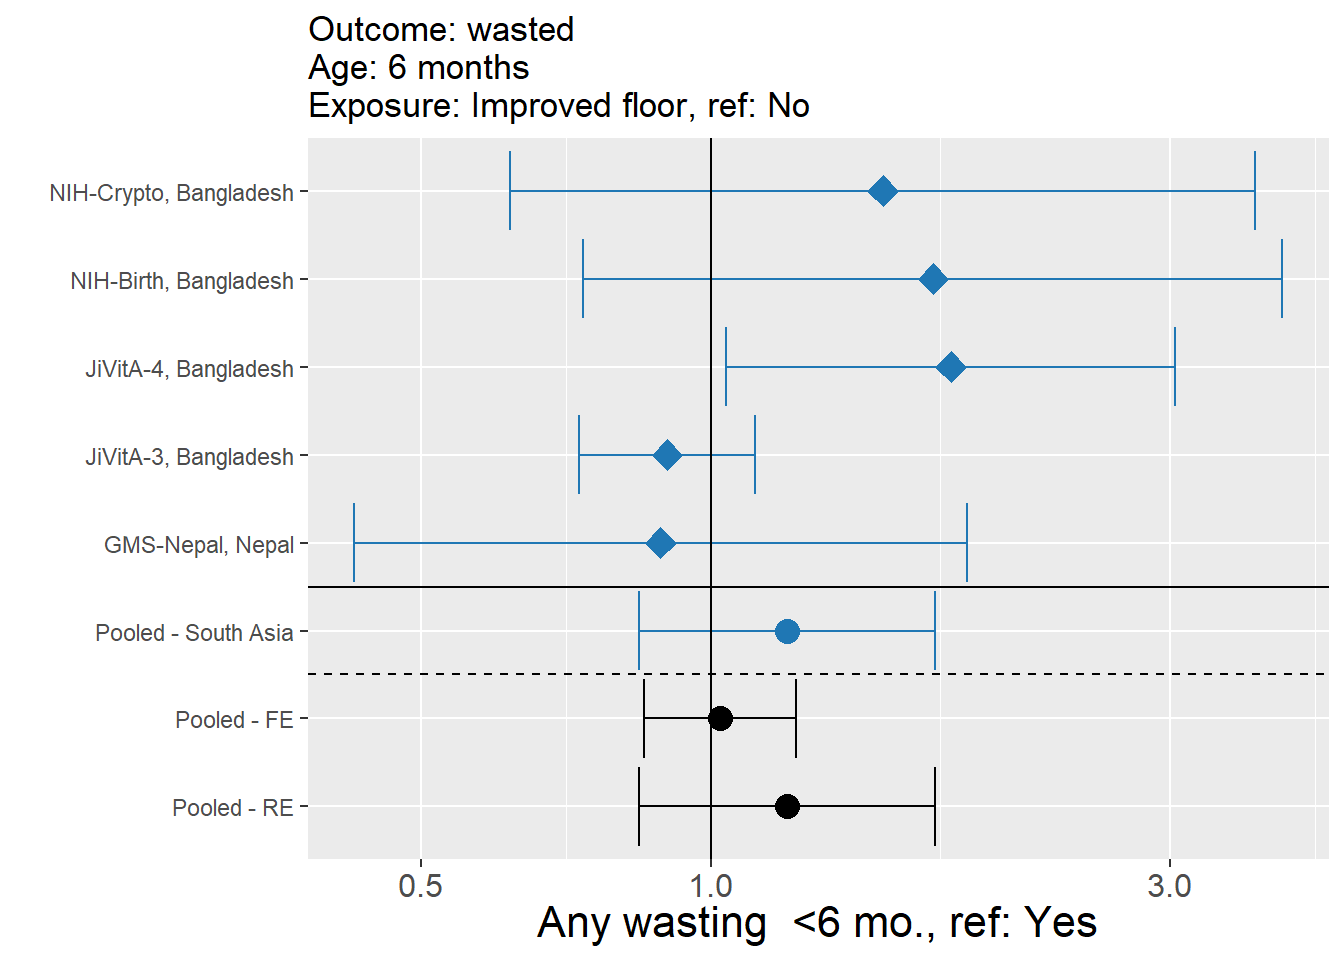 Outcome: wasted
Age: 6 months
Exposure: Improved floor, ref: No
NIH-Crypto, Bangladesh
NIH-Birth, Bangladesh
JiVitA-4, Bangladesh
JiVitA-3, Bangladesh
GMS-Nepal, Nepal
Pooled - South Asia
Pooled - FE
Pooled - RE
0.5 1.0 3.0
Any wasting  <6 mo., ref: Yes